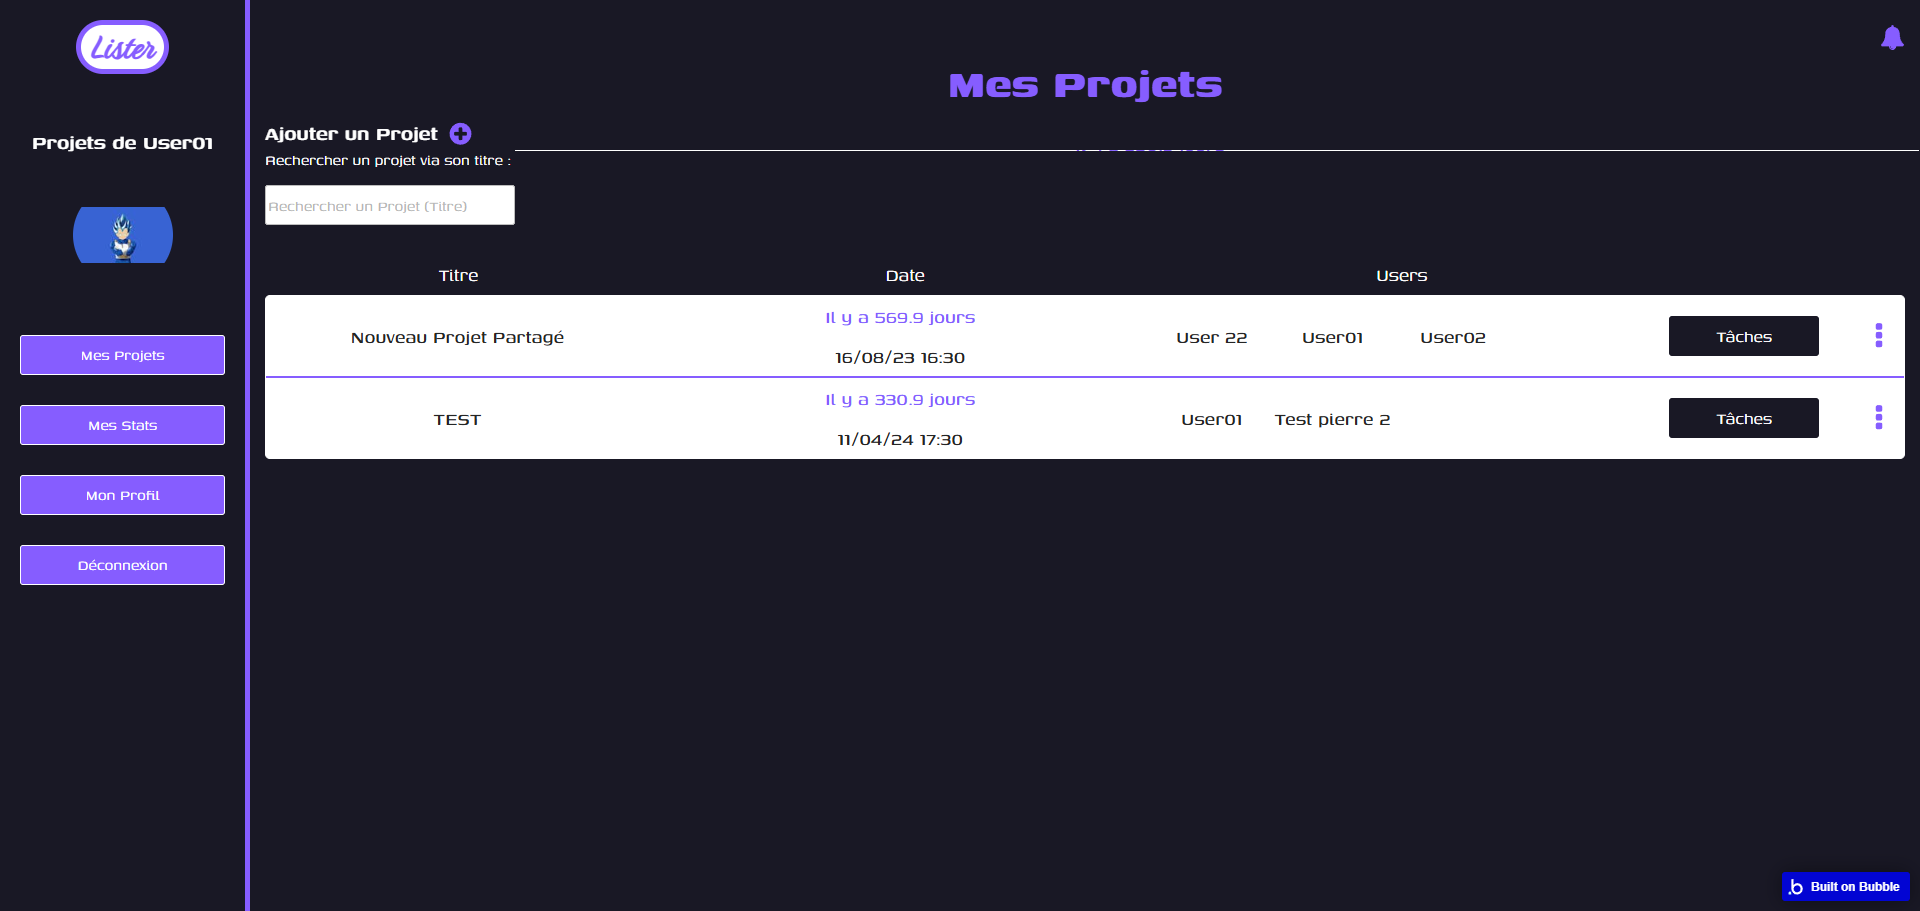 Lister
Projets de User01
Mes Projets
Mes Stats
Mon Profil
Déconnexion
Mes Projets
Ajouter un Projet
Rechercher un projet via son titre :
Rechercher un Projet (Titre)
Titre Date Users
Il y a 569.9 jours
Nouveau Projet Partagé User 22 User01 User02 Tâches
16/08/23 16:30
Il y a 330.9 jours
TEST User01 Test pierre 2 Tâches
11/04/24 17:30
.b Built on Bubble